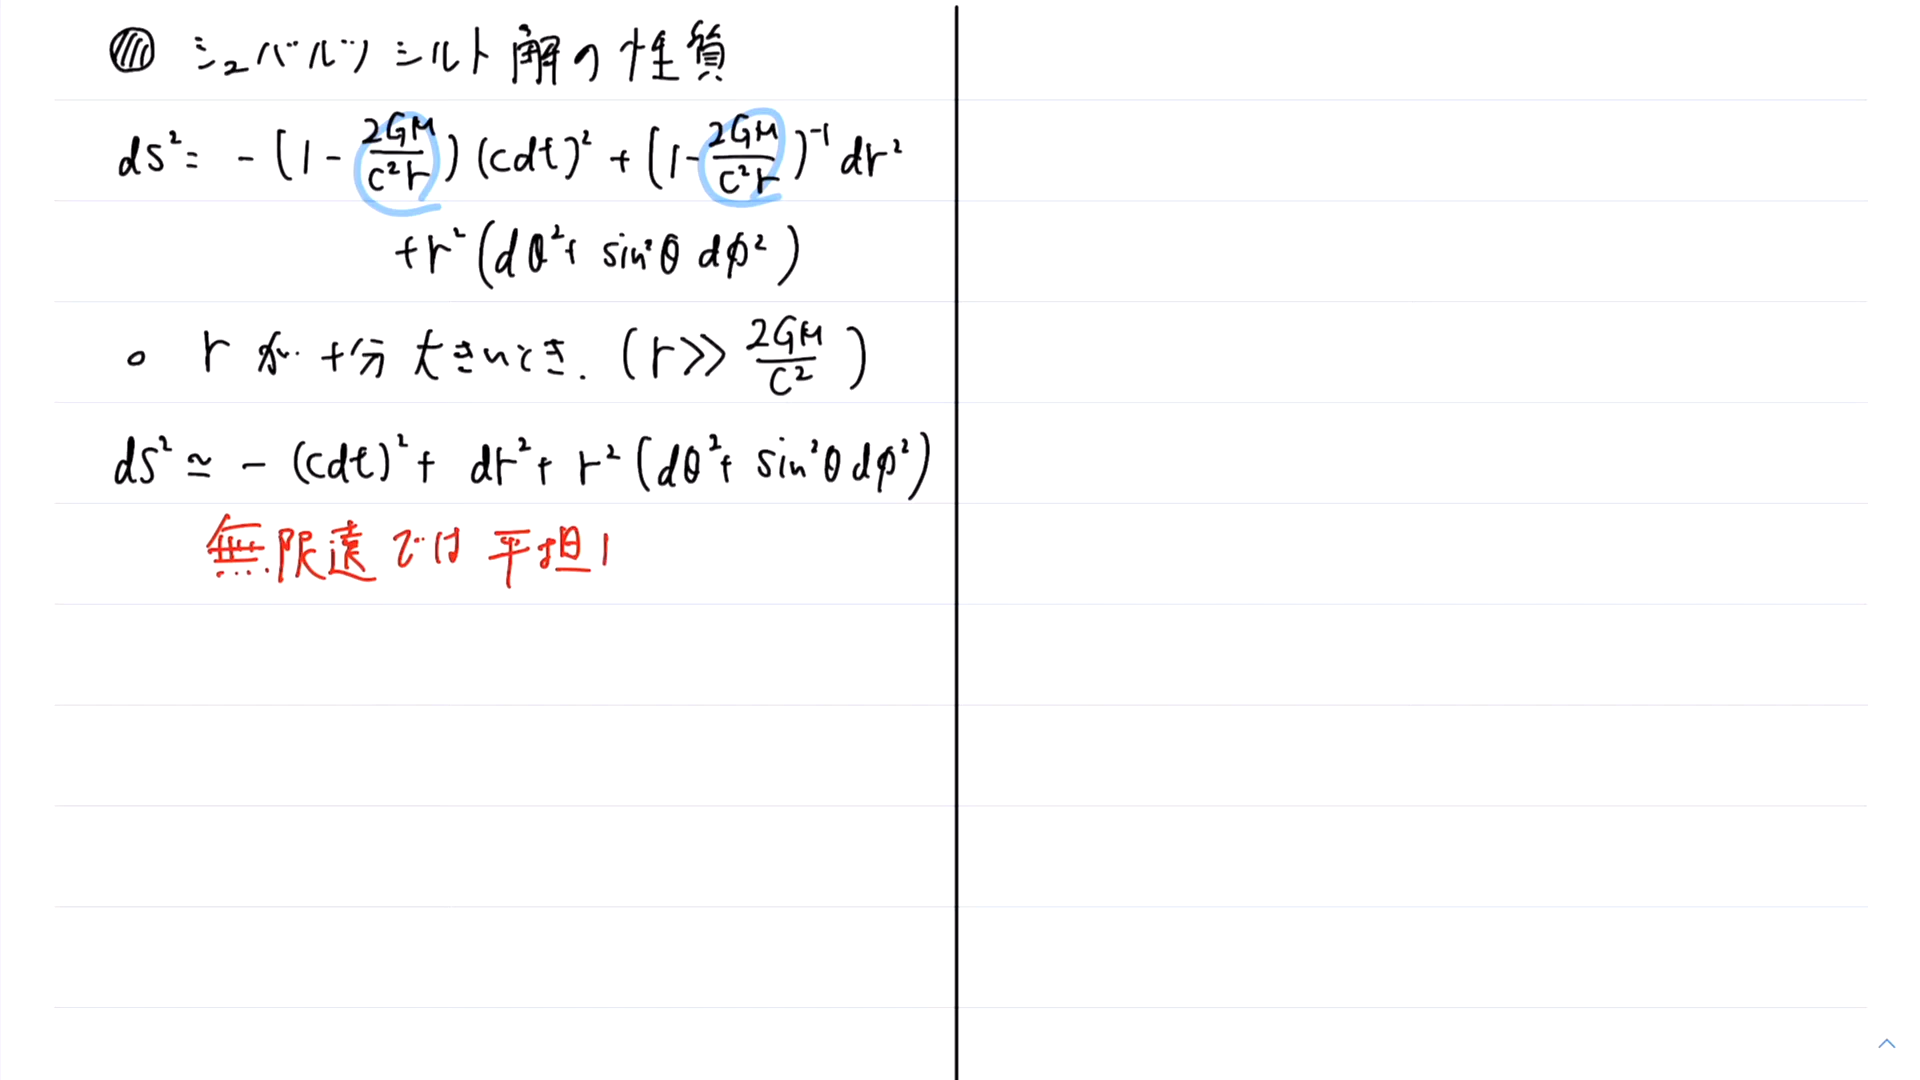 シュバルツシルト解の性質
ds² = -(1 - 2GM/c²r)(cdt)² + (1 - 2GM/c²r)⁻¹ dr²
+ r²(dθ² + sin²θ dφ²)
○ r が十分大きいとき. (r ≫ 2GM/c²)
ds² ≃ - (cdt)² + dr² + r²(dθ² + sin²θ dφ²)
無限遠では平坦